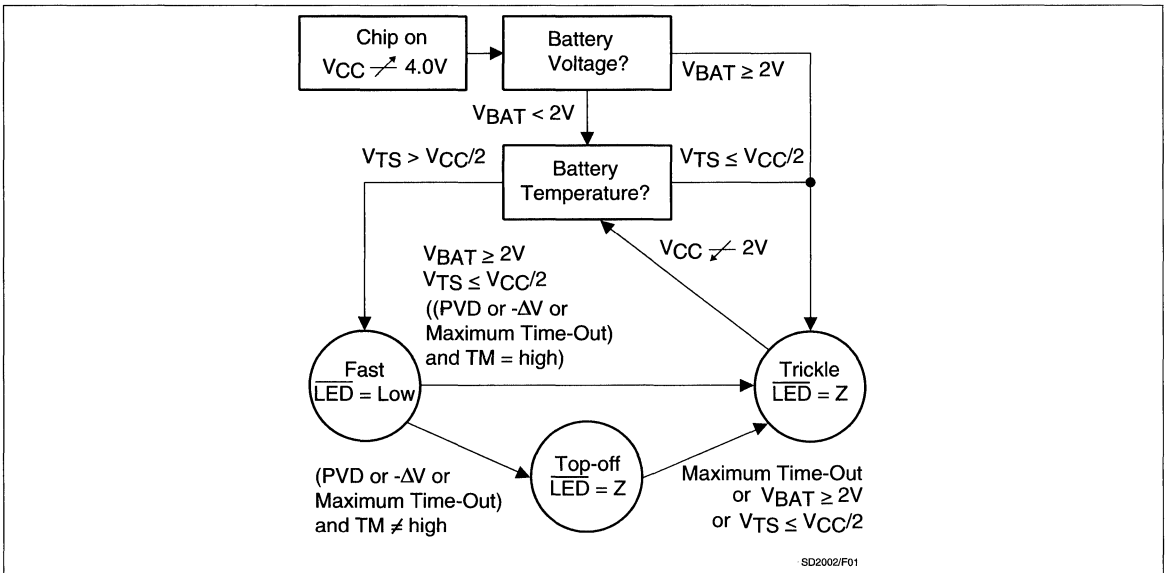 Chip on
VCC ↗ 4.0V
Battery
Voltage?
VBAT ≥ 2V
VBAT < 2V
VTS > VCC/2
Battery
Temperature?
VTS ≤ VCC/2
VCC ↙ 2V
VBAT ≥ 2V
VTS ≤ VCC/2
((PVD or -ΔV or
Maximum Time-Out)
and TM = high)
Fast
L̅E̅D̅ = Low
Trickle
L̅E̅D̅ = Z
Top-off
L̅E̅D̅ = Z
(PVD or -ΔV or
Maximum Time-Out)
and TM ≠ high
Maximum Time-Out
or VBAT ≥ 2V
or VTS ≤ VCC/2
SD2002/F01